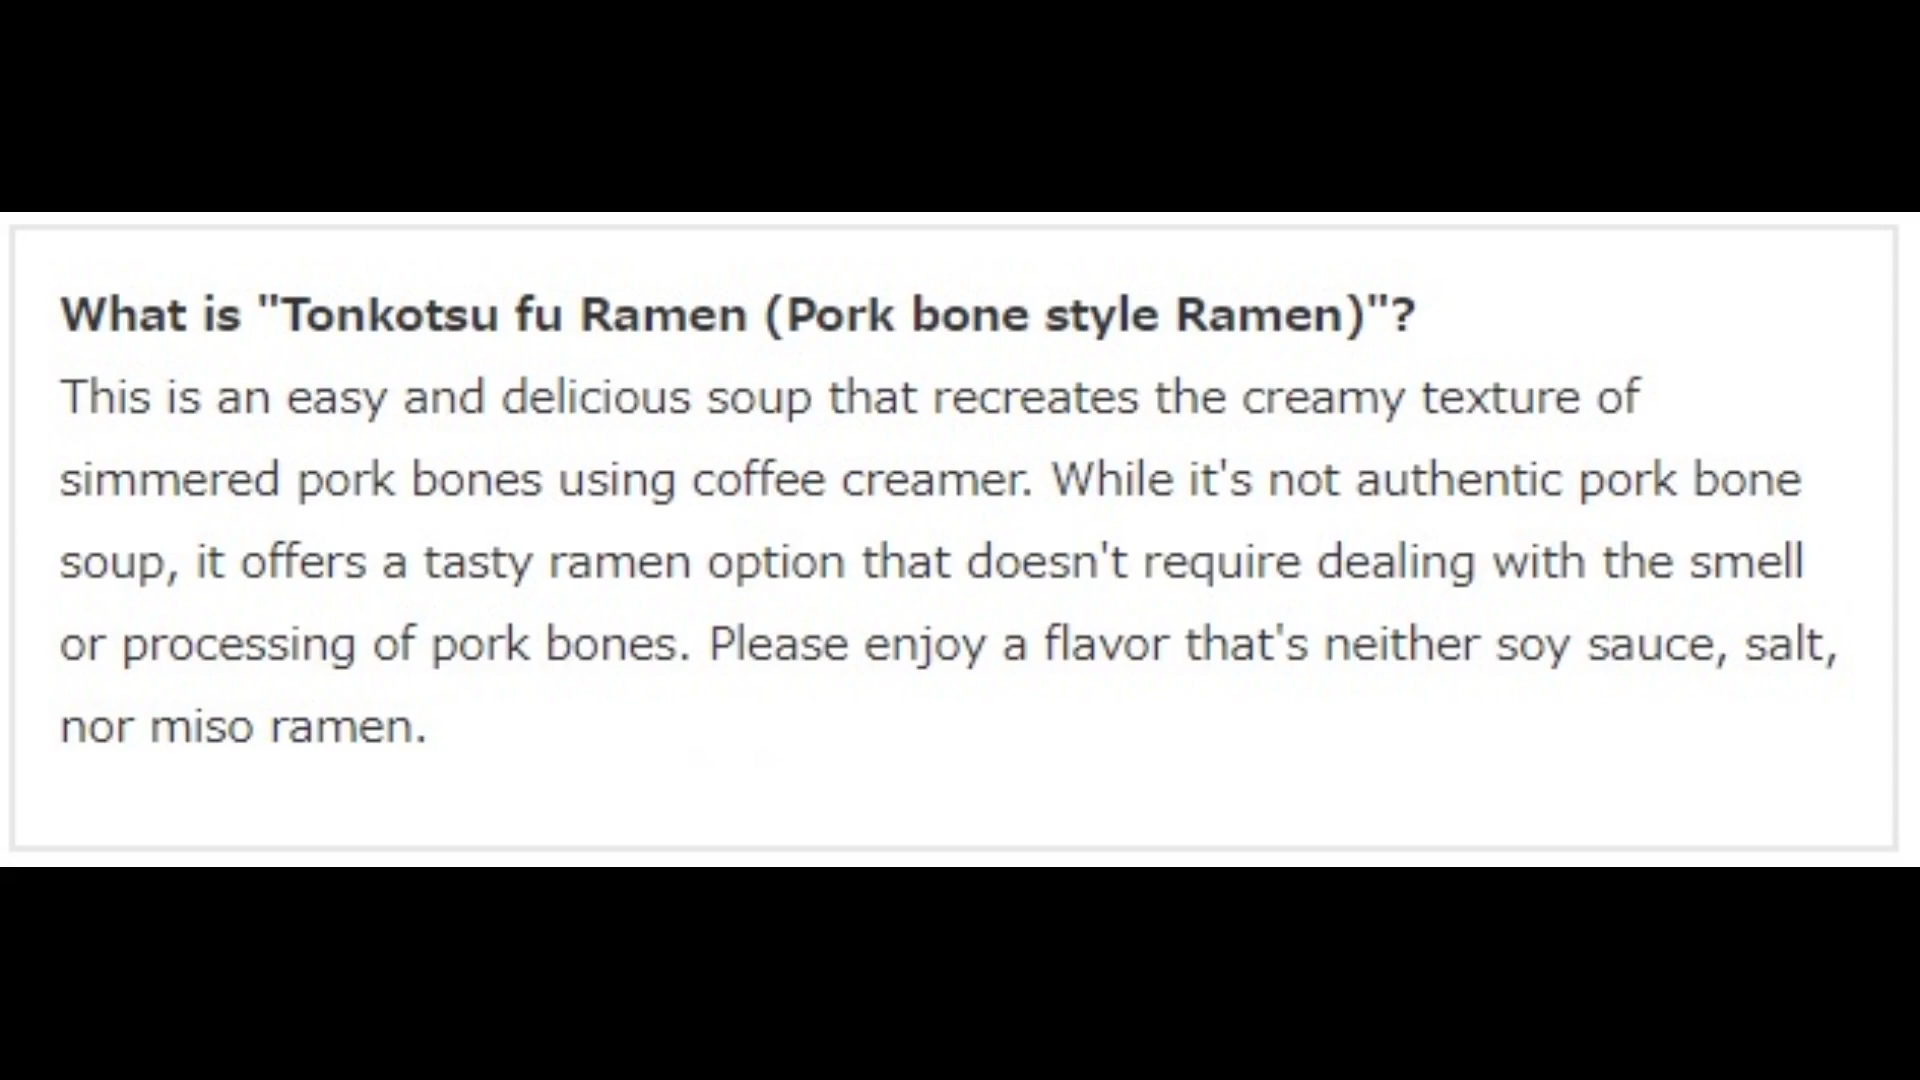 What is "Tonkotsu fu Ramen (Pork bone style Ramen)"?
This is an easy and delicious soup that recreates the creamy texture of
simmered pork bones using coffee creamer. While it's not authentic pork bone
soup, it offers a tasty ramen option that doesn't require dealing with the smell
or processing of pork bones. Please enjoy a flavor that's neither soy sauce, salt,
nor miso ramen.